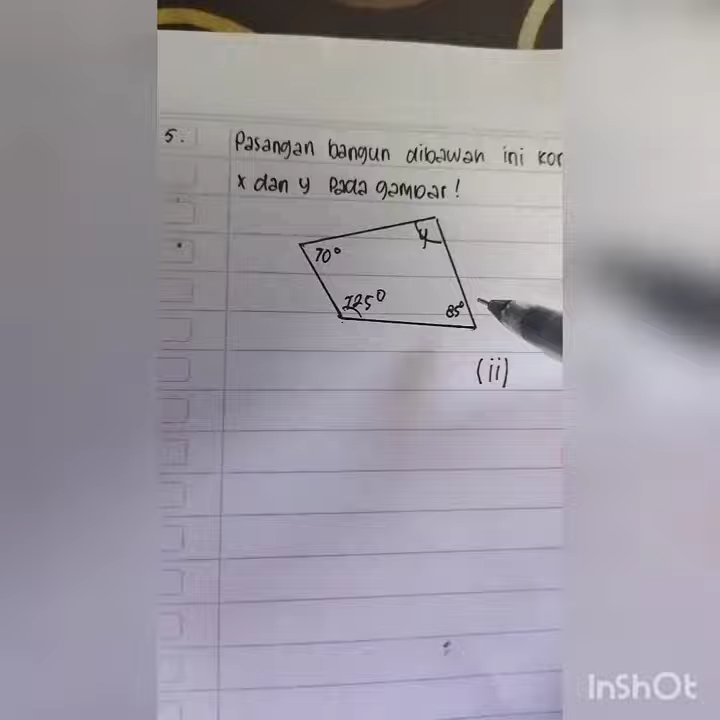 5. Pasangan bangun dibawah ini kon
x dan y pada gambar!
70°
y
125°
85°
(ii)
InShOt